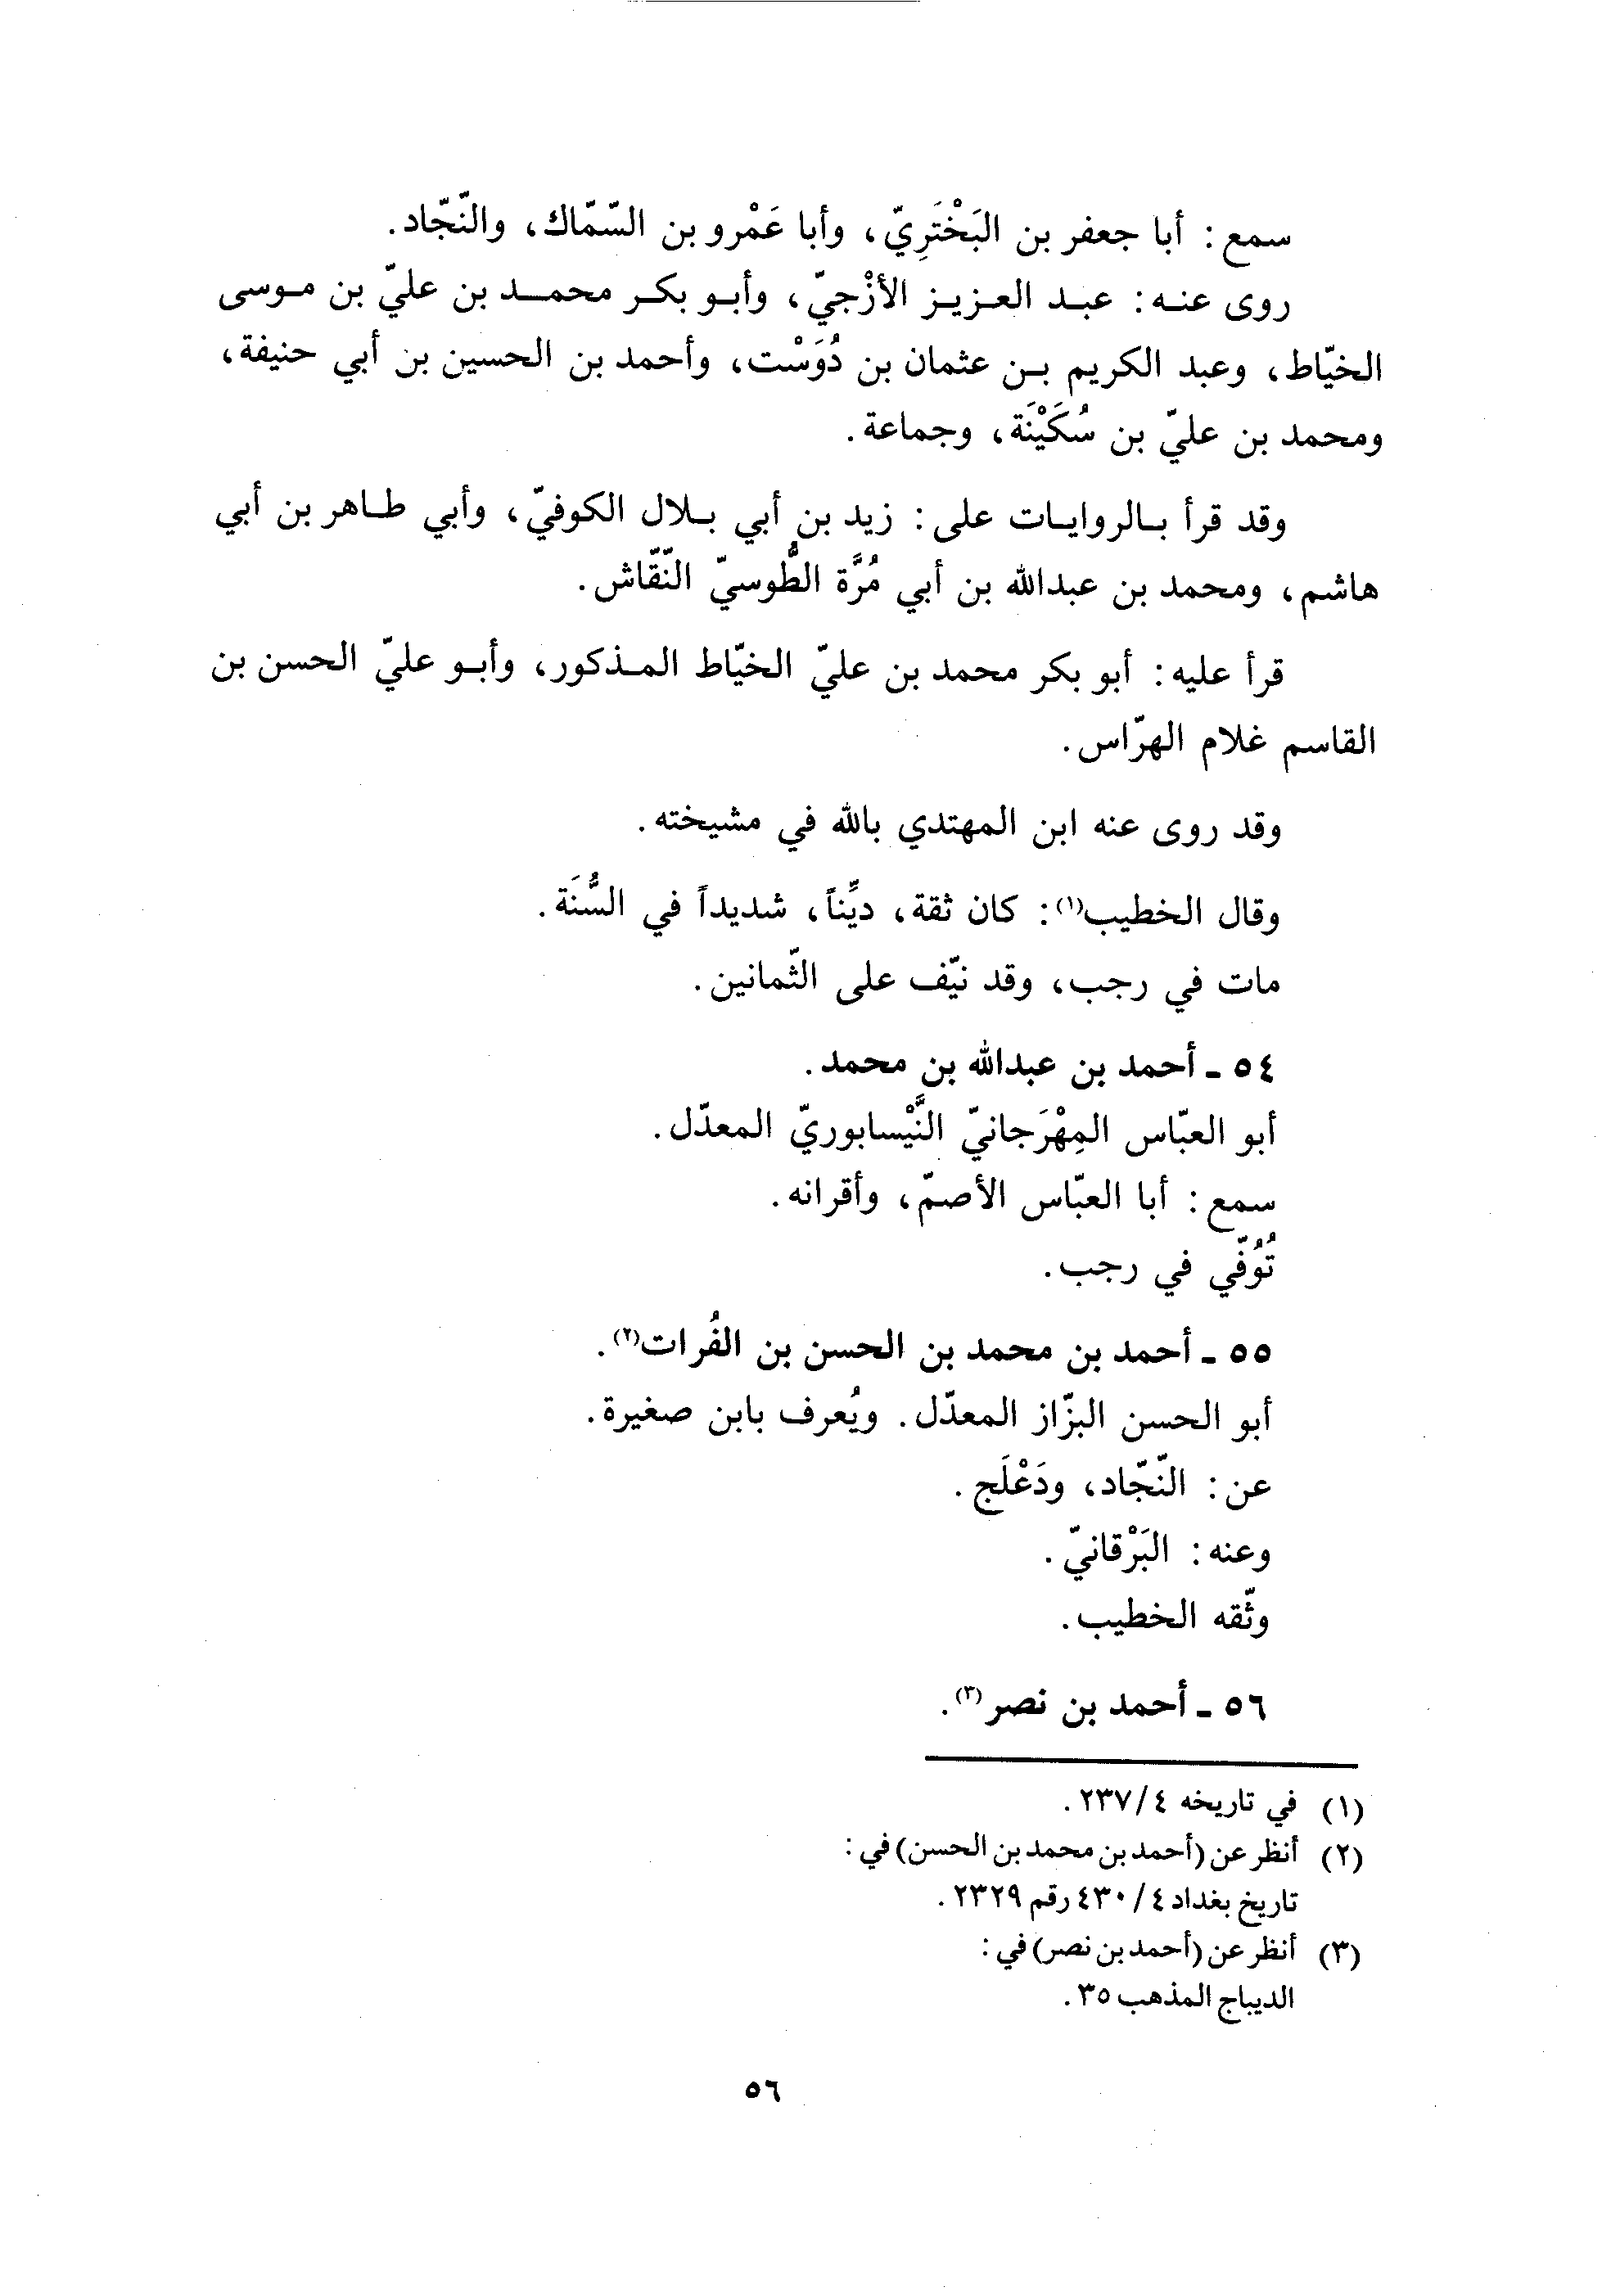 سمع: أبا جعفر بن البَخْتَرِيّ، وأبا عَمْرو بن السّمّاك، والنّجّاد.
روى عنه: عبد العزيز الأزْجيّ، وأبو بكر محمد بن عليّ بن موسى
الخيّاط، وعبد الكريم بن عثمان بن دُوَسْت، وأحمد بن الحسين بن أبي حنيفة،
ومحمد بن عليّ بن سُكَيْنَة، وجماعة.
وقد قرأ بالروايات على: زيد بن أبي بلال الكوفيّ، وأبي طاهر بن أبي
هاشم، ومحمد بن عبدالله بن أبي مُرَّة الطُّوسيّ النّقّاش.
قرأ عليه: أبو بكر محمد بن عليّ الخيّاط المذكور، وأبو عليّ الحسن بن
القاسم غلام الهرّاس.
وقد روى عنه ابن المهتدي بالله في مشيخته.
وقال الخطيب(١): كان ثقة، ديِّناً، شديداً في السُّنَة.
مات في رجب، وقد نيّف على الثّمانين.
٥٤ ـ أحمد بن عبدالله بن محمد.
أبو العبّاس المِهْرَجانيّ النَّيْسابوريّ المعدّل.
سمع: أبا العبّاس الأصمّ، وأقرانه.
تُوُفّي في رجب.
٥٥ ـ أحمد بن محمد بن الحسن بن الفُرات(٢).
أبو الحسن البزّاز المعدّل. ويُعرف بابن صغيرة.
عن: النّجّاد، ودَعْلَج.
وعنه: البَرْقانيّ.
وثّقه الخطيب.
٥٦ ـ أحمد بن نصر(٣).
(١) في تاريخه ٢٣٧/٤.
(٢) أنظر عن (أحمد بن محمد بن الحسن) في:
تاريخ بغداد ٤٣٠/٤ رقم ٢٣٢٩.
(٣) أنظر عن (أحمد بن نصر) في:
الديباج المذهب ٣٥.
٥٦